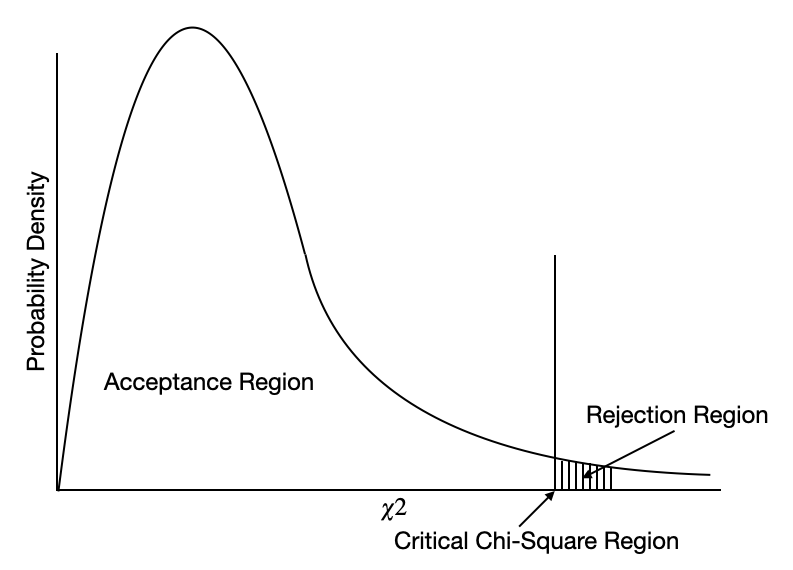 Probability Density
Acceptance Region
Rejection Region
χ2
Critical Chi-Square Region